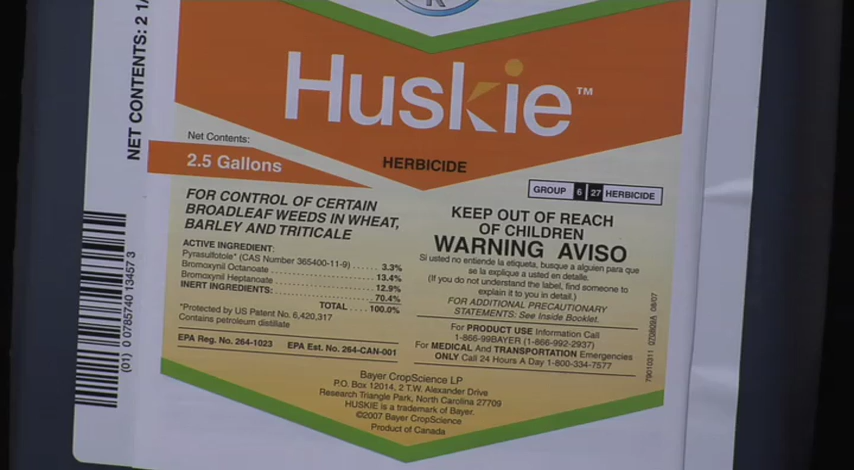 NET CONTENTS: 2 1/
Huskie™
Net Contents:
2.5 Gallons
HERBICIDE
GROUP 6 27 HERBICIDE
FOR CONTROL OF CERTAIN
BROADLEAF WEEDS IN WHEAT,
BARLEY AND TRITICALE
ACTIVE INGREDIENT:
Pyrasulfotole* (CAS Number 365400-11-9) ..... 3.3%
Bromoxynil Octanoate ..... 13.4%
Bromoxynil Heptanoate ..... 12.9%
INERT INGREDIENTS: ..... 70.4%
TOTAL .... 100.0%
*Protected by US Patent No. 6,420,317
Contains petroleum distillate
EPA Reg. No. 264-1023 EPA Est. No. 264-CAN-001
KEEP OUT OF REACH
OF CHILDREN
WARNING AVISO
Si usted no entiende la etiqueta, busque a alguien para que
se la explique a usted en detalle.
(If you do not understand the label, find someone to
explain it to you in detail.)
FOR ADDITIONAL PRECAUTIONARY
STATEMENTS: See Inside Booklet.
For PRODUCT USE Information Call
1-866-99BAYER (1-866-992-2937)
For MEDICAL And TRANSPORTATION Emergencies
ONLY Call 24 Hours A Day 1-800-334-7577
Bayer CropScience LP
P.O. Box 12014, 2 T.W. Alexander Drive
Research Triangle Park, North Carolina 27709
HUSKIE is a trademark of Bayer.
©2007 Bayer CropScience
Product of Canada
(01) 0 0785740 13457 3